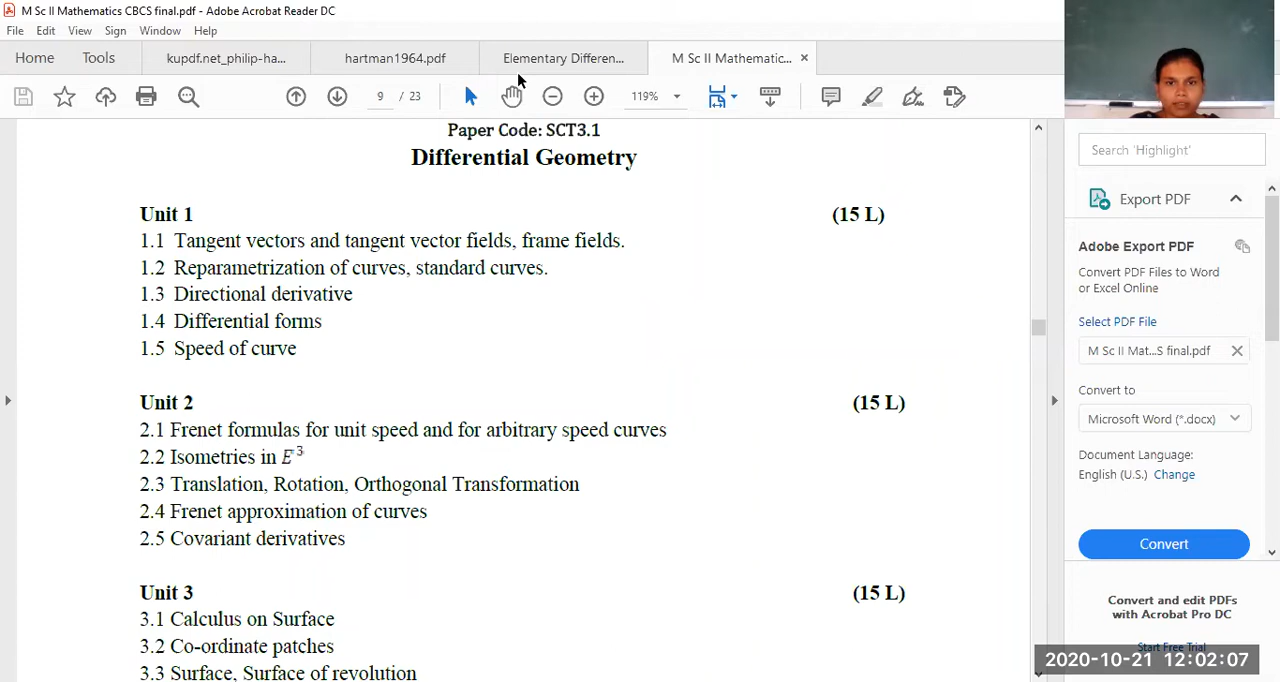 M Sc II Mathematics CBCS final.pdf - Adobe Acrobat Reader DC
File Edit View Sign Window Help
Home Tools kupdf.net_philip-ha... hartman1964.pdf Elementary Differen... M Sc II Mathematic... ×
9 / 23 119%
Paper Code: SCT3.1
Differential Geometry
Unit 1 (15 L)
1.1 Tangent vectors and tangent vector fields, frame fields.
1.2 Reparametrization of curves, standard curves.
1.3 Directional derivative
1.4 Differential forms
1.5 Speed of curve
Unit 2 (15 L)
2.1 Frenet formulas for unit speed and for arbitrary speed curves
2.2 Isometries in E³
2.3 Translation, Rotation, Orthogonal Transformation
2.4 Frenet approximation of curves
2.5 Covariant derivatives
Unit 3 (15 L)
3.1 Calculus on Surface
3.2 Co-ordinate patches
3.3 Surface, Surface of revolution
Search 'Highlight'
Export PDF
Adobe Export PDF
Convert PDF Files to Word
or Excel Online
Select PDF File
M Sc II Mat...S final.pdf
Convert to
Microsoft Word (*.docx)
Document Language:
English (U.S.) Change
Convert
Convert and edit PDFs
with Acrobat Pro DC
Start Free Trial
2020-10-21 12:02:07